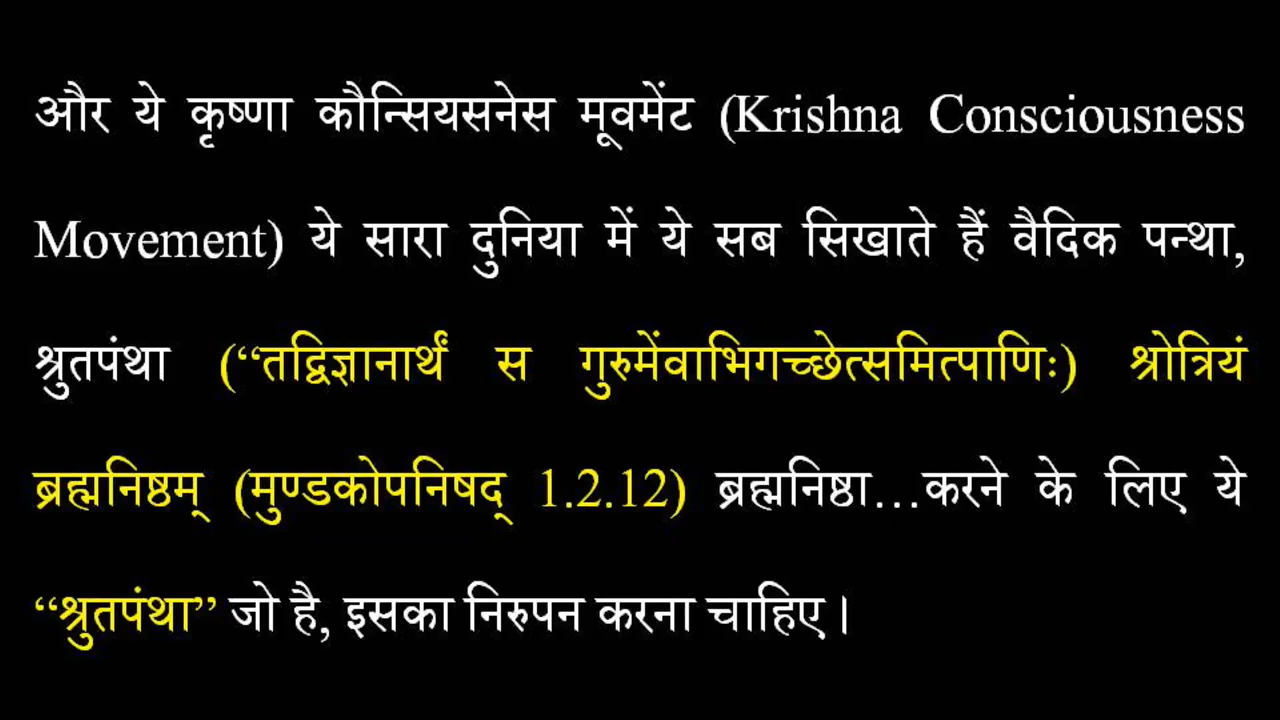 और ये कृष्णा कौन्सियसनेस मूवमेंट (Krishna Consciousness
Movement) ये सारा दुनिया में ये सब सिखाते हैं वैदिक पन्था,
श्रुतपंथा (“तद्विज्ञानार्थं स गुरुमेंवाभिगच्छेत्समित्पाणिः) श्रोत्रियं
ब्रह्मनिष्ठम् (मुण्डकोपनिषद् 1.2.12) ब्रह्मनिष्ठा...करने के लिए ये
“श्रुतपंथा” जो है, इसका निरुपन करना चाहिए।